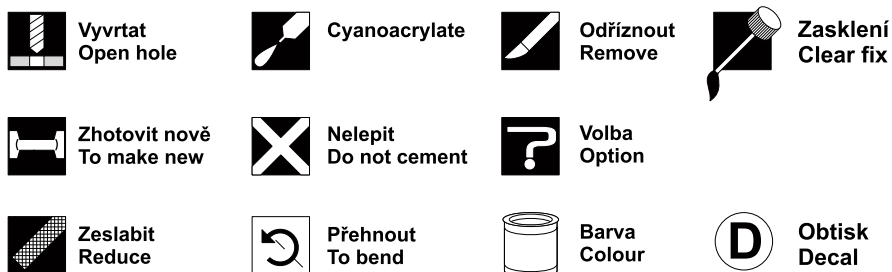 Vyvrtat
Open hole
Cyanoacrylate
Odříznout
Remove
Zasklení
Clear fix
Zhotovit nově
To make new
Nelepit
Do not cement
Volba
Option
Zeslabit
Reduce
Přehnout
To bend
Barva
Colour
D
Obtisk
Decal